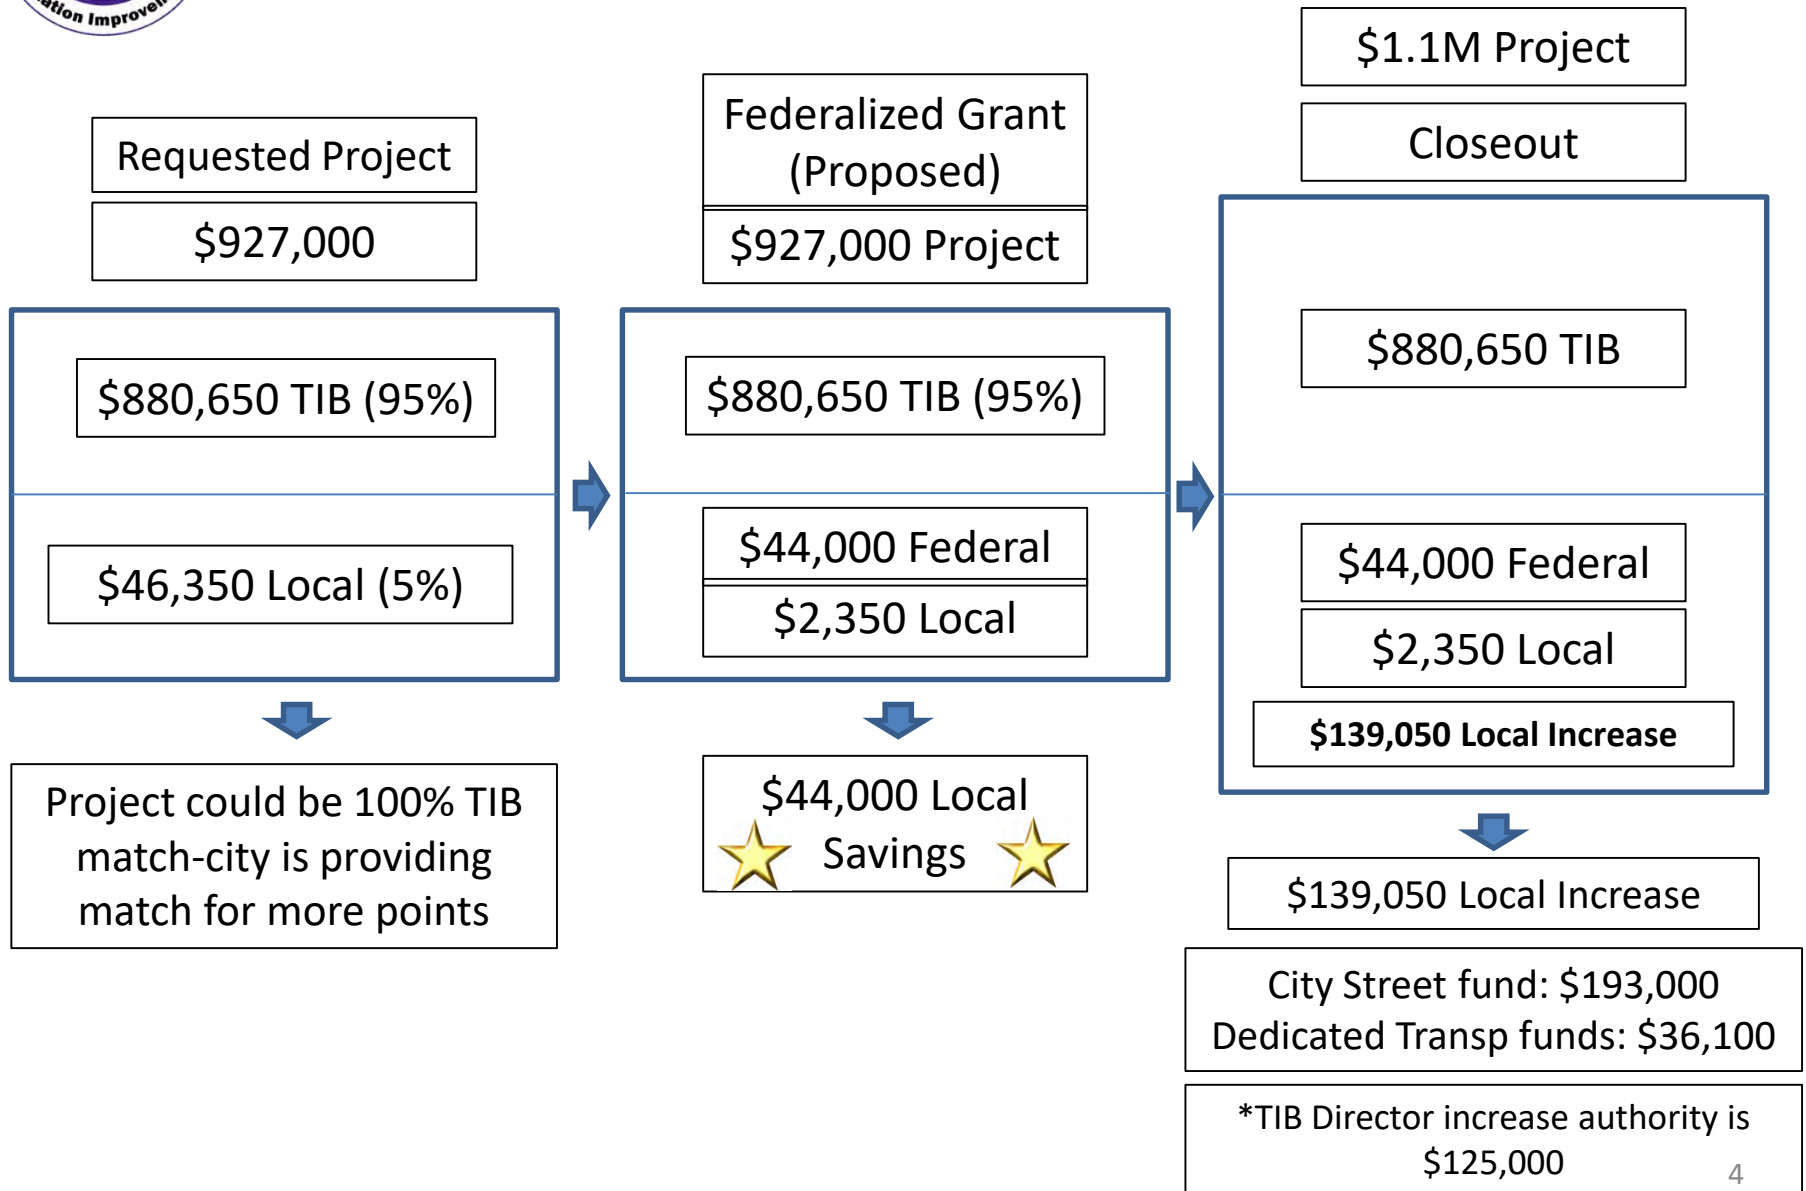 Requested Project
$927,000
$880,650 TIB (95%)
$46,350 Local (5%)
Project could be 100% TIB
match-city is providing
match for more points
Federalized Grant
(Proposed)
$927,000 Project
$880,650 TIB (95%)
$44,000 Federal
$2,350 Local
$44,000 Local
Savings
$1.1M Project
Closeout
$880,650 TIB
$44,000 Federal
$2,350 Local
$139,050 Local Increase
$139,050 Local Increase
City Street fund: $193,000
Dedicated Transp funds: $36,100
*TIB Director increase authority is
$125,000
4